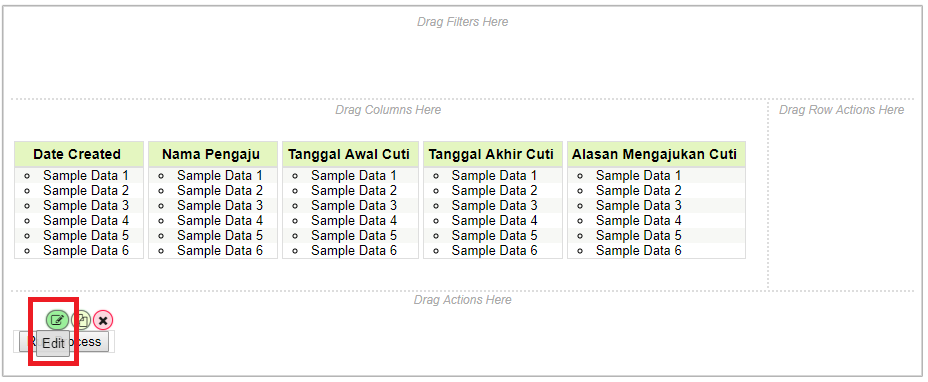 Drag Filters Here
Drag Columns Here
Drag Row Actions Here
Date Created Nama Pengaju Tanggal Awal Cuti Tanggal Akhir Cuti Alasan Mengajukan Cuti
Sample Data 1 Sample Data 1 Sample Data 1 Sample Data 1 Sample Data 1
Sample Data 2 Sample Data 2 Sample Data 2 Sample Data 2 Sample Data 2
Sample Data 3 Sample Data 3 Sample Data 3 Sample Data 3 Sample Data 3
Sample Data 4 Sample Data 4 Sample Data 4 Sample Data 4 Sample Data 4
Sample Data 5 Sample Data 5 Sample Data 5 Sample Data 5 Sample Data 5
Sample Data 6 Sample Data 6 Sample Data 6 Sample Data 6 Sample Data 6
Drag Actions Here
Edit